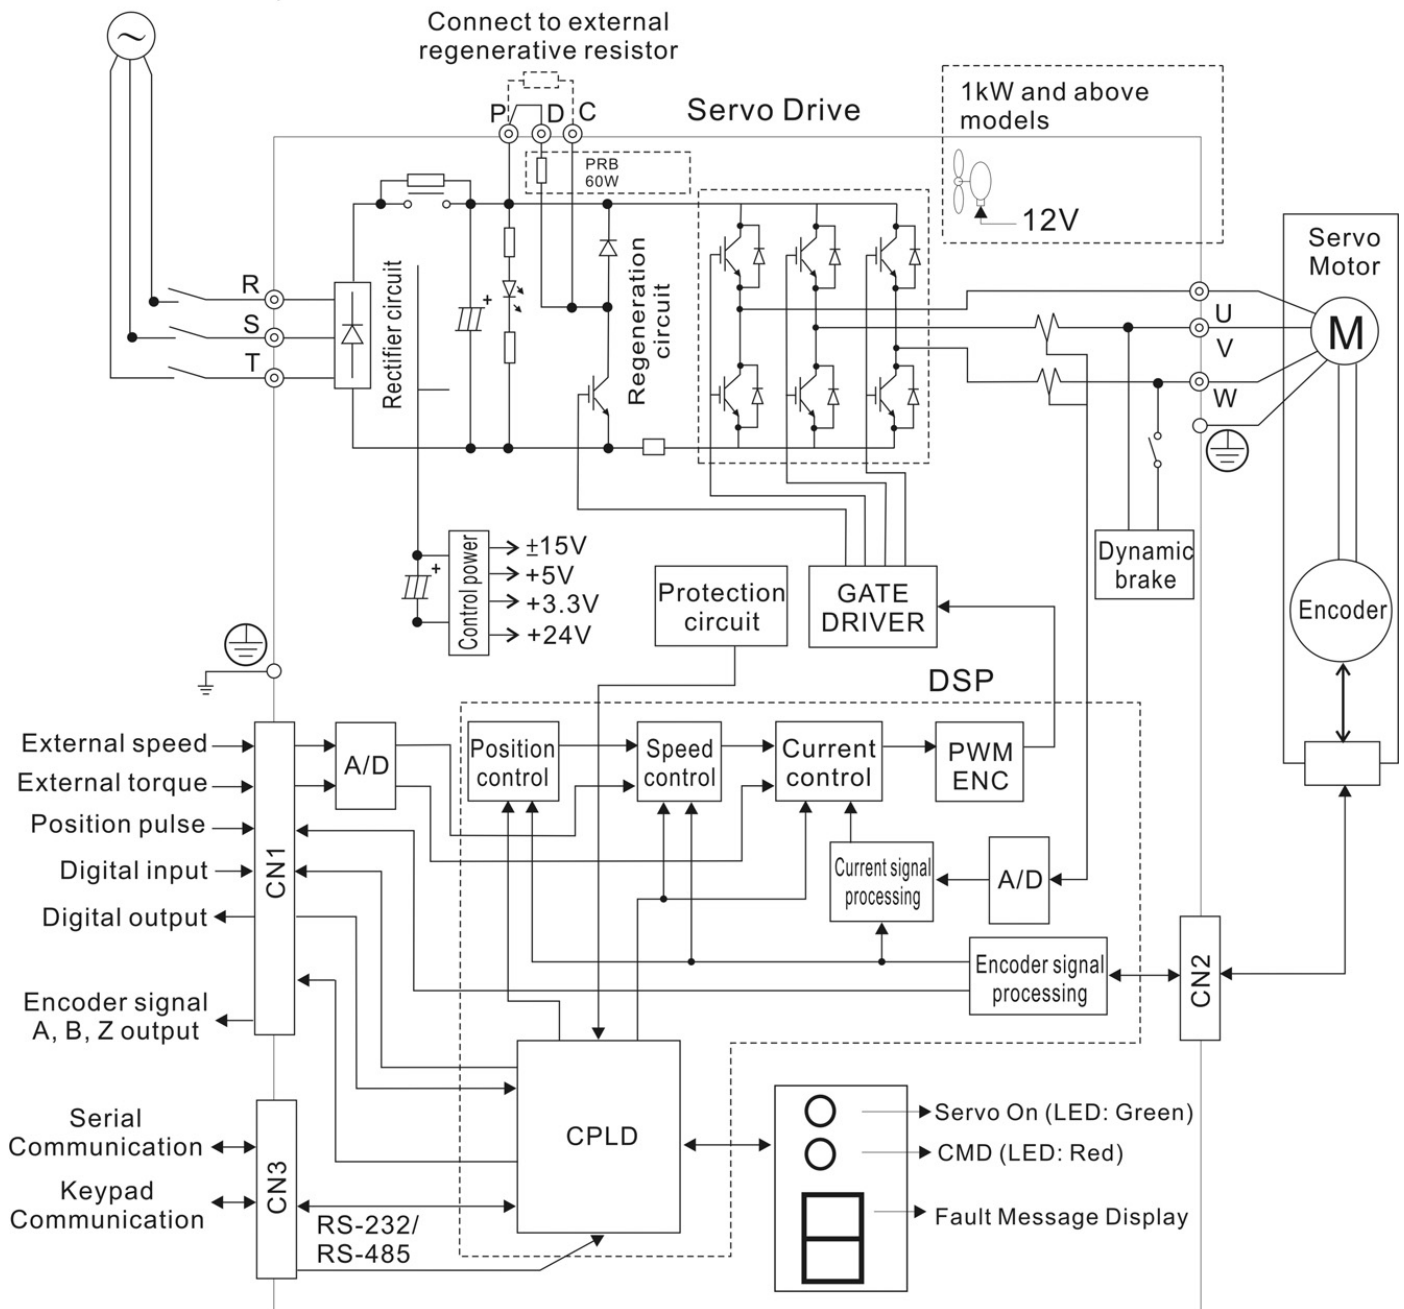 Connect to external
regenerative resistor
P
D
C
Servo Drive
1kW and above
models
12V
PRB
60W
Servo
Motor
R
S
T
Rectifier circuit
+
Regeneration
circuit
U
V
W
M
+
Control power
±15V
+5V
+3.3V
+24V
Protection
circuit
GATE
DRIVER
Dynamic
brake
Encoder
DSP
External speed
External torque
Position pulse
Digital input
Digital output
Encoder signal
A, B, Z output
CN1
A/D
Position
control
Speed
control
Current
control
PWM
ENC
Current signal
processing
A/D
Encoder signal
processing
CN2
Serial
Communication
Keypad
Communication
CN3
RS-232/
RS-485
CPLD
Servo On (LED: Green)
CMD (LED: Red)
Fault Message Display